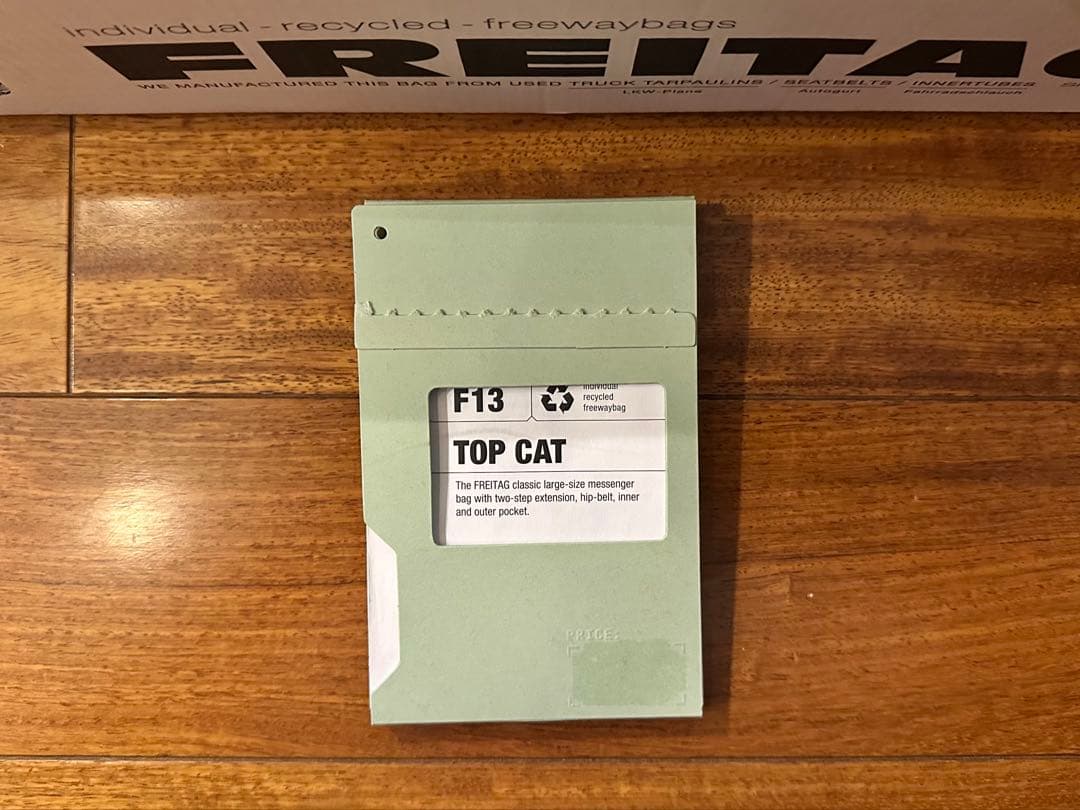 individual - recycled - freewaybags
FREITAG
WE MANUFACTURED THIS BAG FROM USED TRUCK TARPAULINS / SEATBELTS / INNERTUBES
LKW-Plane Autogurt Fahrradschlauch
F13
individual
recycled
freewaybag
TOP CAT
The FREITAG classic large-size messenger
bag with two-step extension, hip-belt, inner
and outer pocket.
PRICE: